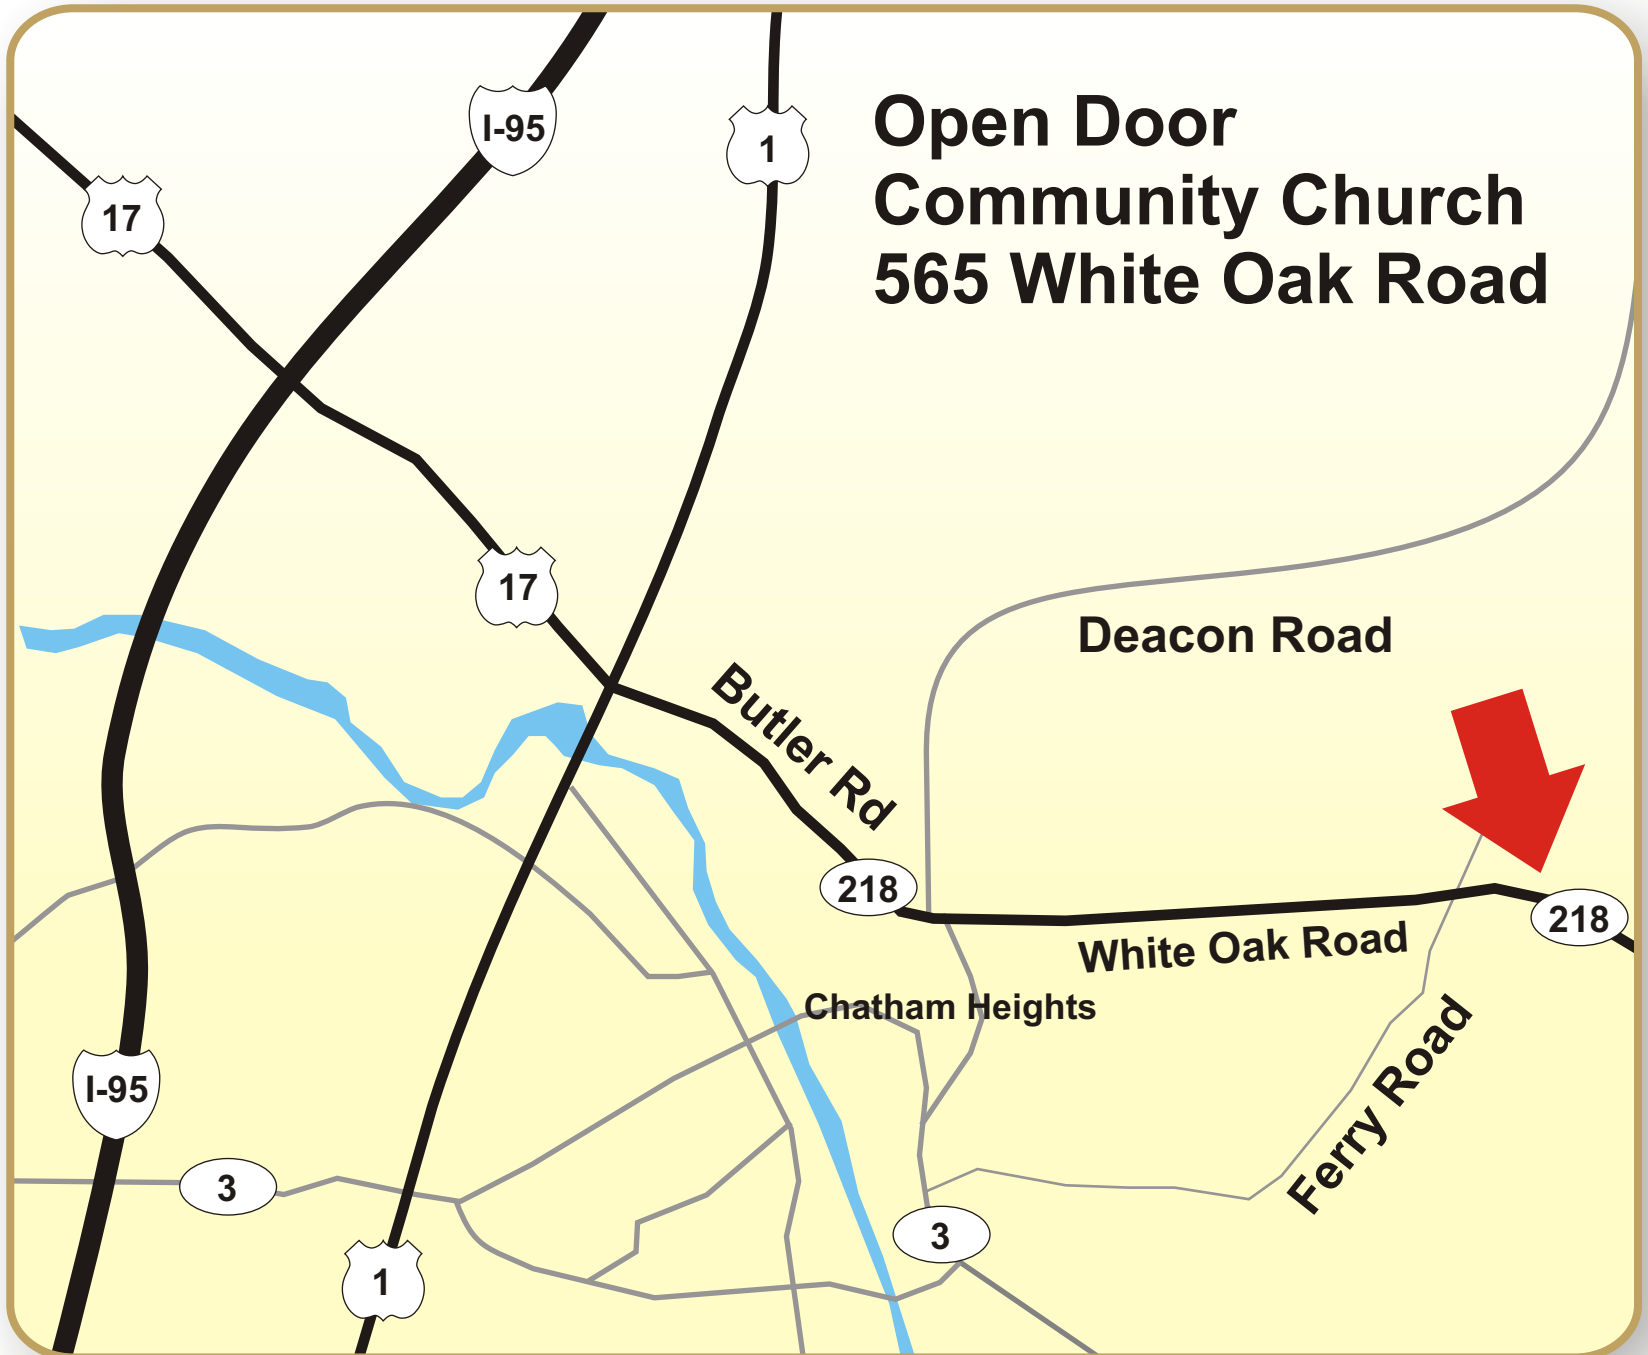 Open Door
Community Church
565 White Oak Road
I-95
1
17
17
Deacon Road
Butler Rd
218
218
White Oak Road
Chatham Heights
Ferry Road
I-95
3
3
1